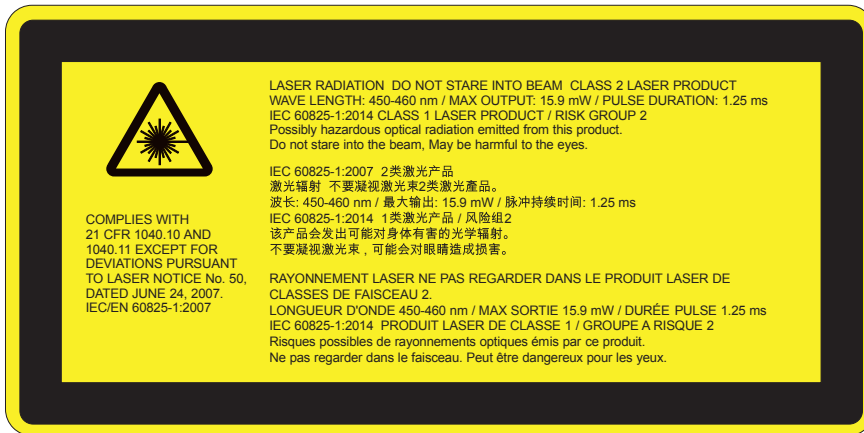 COMPLIES WITH
21 CFR 1040.10 AND
1040.11 EXCEPT FOR
DEVIATIONS PURSUANT
TO LASER NOTICE No. 50,
DATED JUNE 24, 2007.
IEC/EN 60825-1:2007
LASER RADIATION DO NOT STARE INTO BEAM CLASS 2 LASER PRODUCT
WAVE LENGTH: 450-460 nm / MAX OUTPUT: 15.9 mW / PULSE DURATION: 1.25 ms
IEC 60825-1:2014 CLASS 1 LASER PRODUCT / RISK GROUP 2
Possibly hazardous optical radiation emitted from this product.
Do not stare into the beam, May be harmful to the eyes.
IEC 60825-1:2007 2类激光产品
激光辐射 不要凝视激光束2类激光產品。
波长: 450-460 nm / 最大输出: 15.9 mW / 脉冲持续时间: 1.25 ms
IEC 60825-1:2014 1类激光产品 / 风险组2
该产品会发出可能对身体有害的光学辐射。
不要凝视激光束 , 可能会对眼睛造成损害。
RAYONNEMENT LASER NE PAS REGARDER DANS LE PRODUIT LASER DE
CLASSES DE FAISCEAU 2.
LONGUEUR D'ONDE 450-460 nm / MAX SORTIE 15.9 mW / DURÉE PULSE 1.25 ms
IEC 60825-1:2014 PRODUIT LASER DE CLASSE 1 / GROUPE A RISQUE 2
Risques possibles de rayonnements optiques émis par ce produit.
Ne pas regarder dans le faisceau. Peut être dangereux pour les yeux.